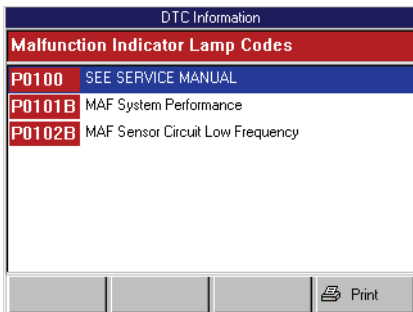 DTC Information
Malfunction Indicator Lamp Codes
P0100 SEE SERVICE MANUAL
P0101B MAF System Performance
P0102B MAF Sensor Circuit Low Frequency
Print